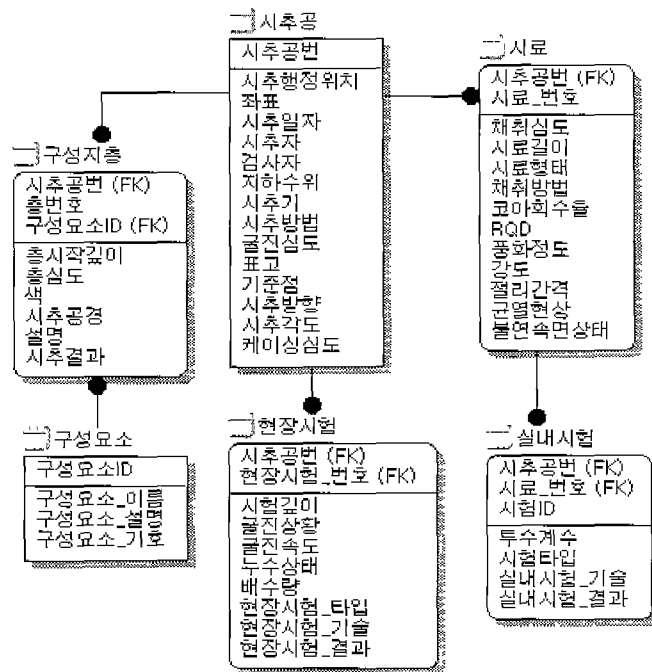 시추공
시추공번
시추행정위치
좌표
시추일자
시추자
검사자
지하수위
시추기
시추방법
굴진심도
표고
기준점
시추방향
시추각도
케이싱심도
시료
시추공번 (FK)
시료_번호
채취심도
시료길이
시료형태
채취방법
코아회수율
RQD
풍화정도
강도
절리간격
균열현상
불연속면상태
구성지층
시추공번 (FK)
층번호
구성요소ID (FK)
층시작깊이
층심도
색
시추공경
설명
시추결과
구성요소
구성요소ID
구성요소_이름
구성요소_설명
구성요소_기호
현장시험
시추공번 (FK)
현장시험_번호 (FK)
시험깊이
굴진상황
굴진속도
누수상태
배수량
현장시험_타입
현장시험_기술
현장시험_결과
실내시험
시추공번 (FK)
시료_번호 (FK)
시험ID
투수계수
시험타입
실내시험_기술
실내시험_결과